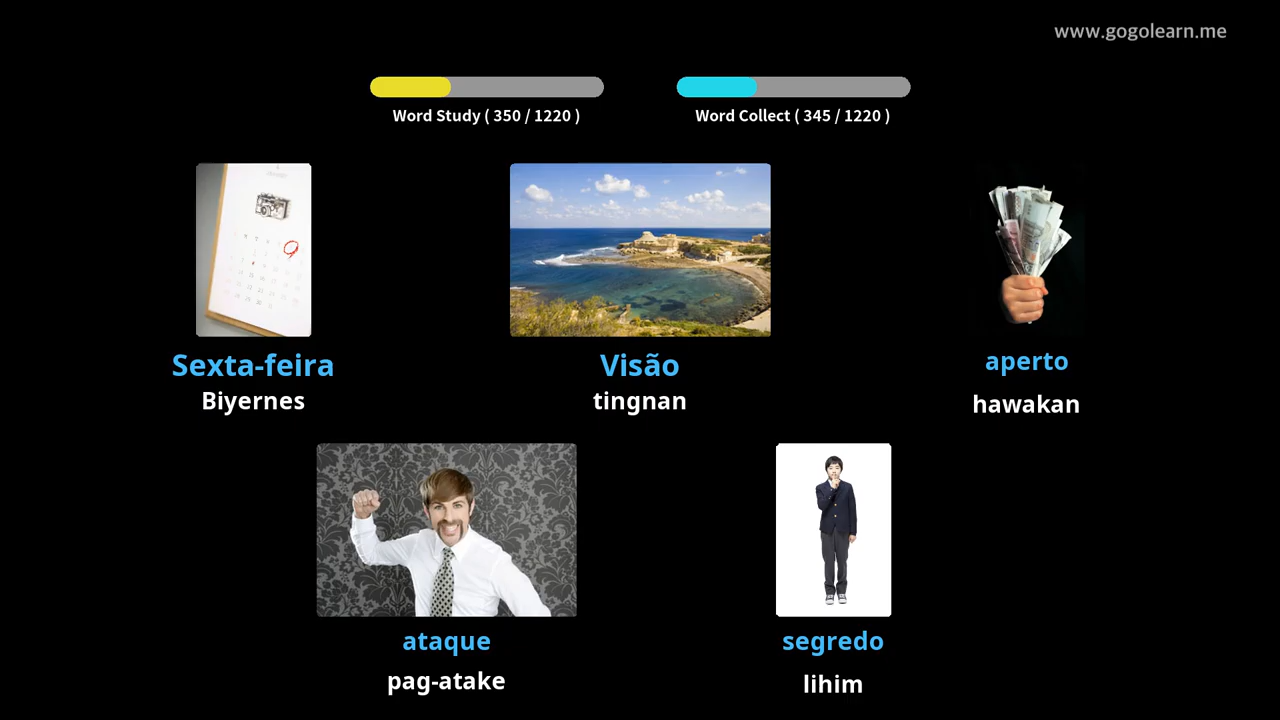 www.gogolearn.me
Word Study ( 350 / 1220 )
Word Collect ( 345 / 1220 )
Sexta-feira
Biyernes
Visão
tingnan
aperto
hawakan
ataque
pag-atake
segredo
lihim